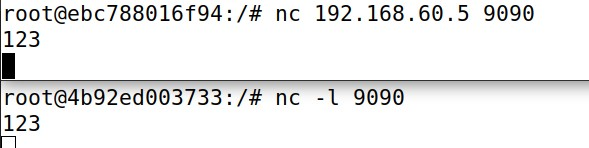 root@ebc788016f94:/# nc 192.168.60.5 9090
123
root@4b92ed003733:/# nc -l 9090
123